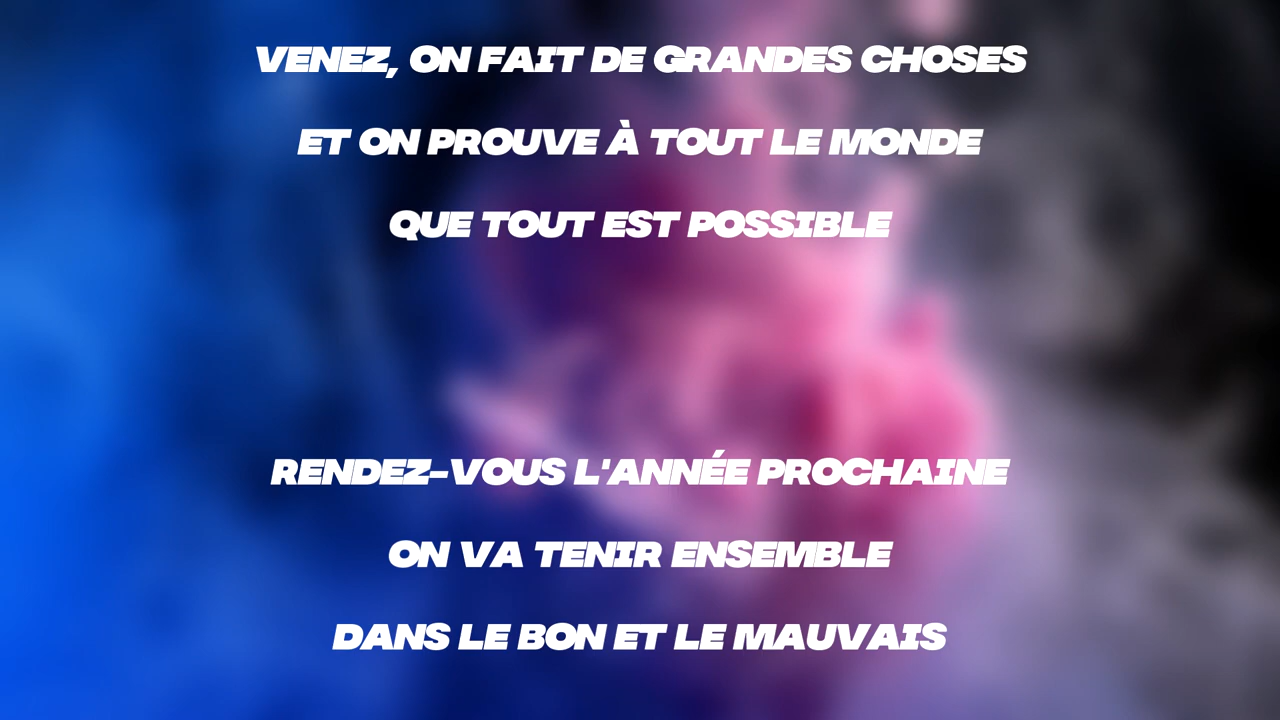 VENEZ, ON FAIT DE GRANDES CHOSES
ET ON PROUVE À TOUT LE MONDE
QUE TOUT EST POSSIBLE
RENDEZ-VOUS L'ANNÉE PROCHAINE
ON VA TENIR ENSEMBLE
DANS LE BON ET LE MAUVAIS